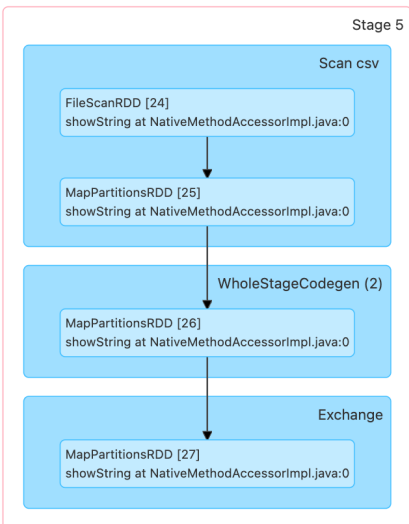 Stage 5
Scan csv
FileScanRDD [24]
showString at NativeMethodAccessorImpl.java:0
MapPartitionsRDD [25]
showString at NativeMethodAccessorImpl.java:0
WholeStageCodegen (2)
MapPartitionsRDD [26]
showString at NativeMethodAccessorImpl.java:0
Exchange
MapPartitionsRDD [27]
showString at NativeMethodAccessorImpl.java:0